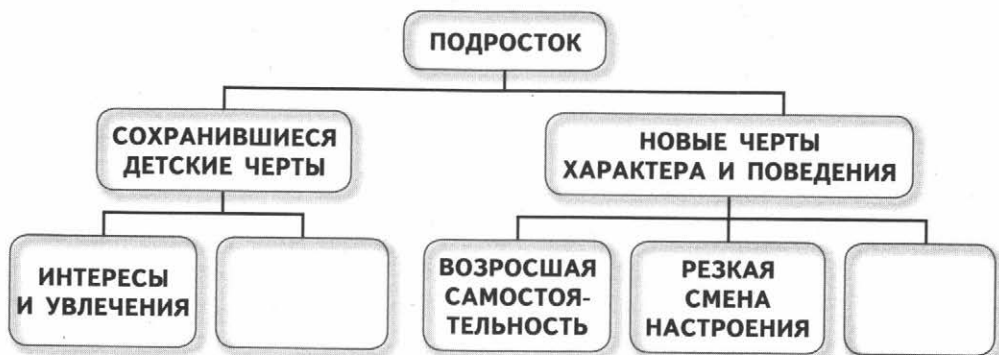 ПОДРОСТОК
СОХРАНИВШИЕСЯ
ДЕТСКИЕ ЧЕРТЫ
НОВЫЕ ЧЕРТЫ
ХАРАКТЕРА И ПОВЕДЕНИЯ
ИНТЕРЕСЫ
И УВЛЕЧЕНИЯ
ВОЗРОСШАЯ
САМОСТОЯ-
ТЕЛЬНОСТЬ
РЕЗКАЯ
СМЕНА
НАСТРОЕНИЯ